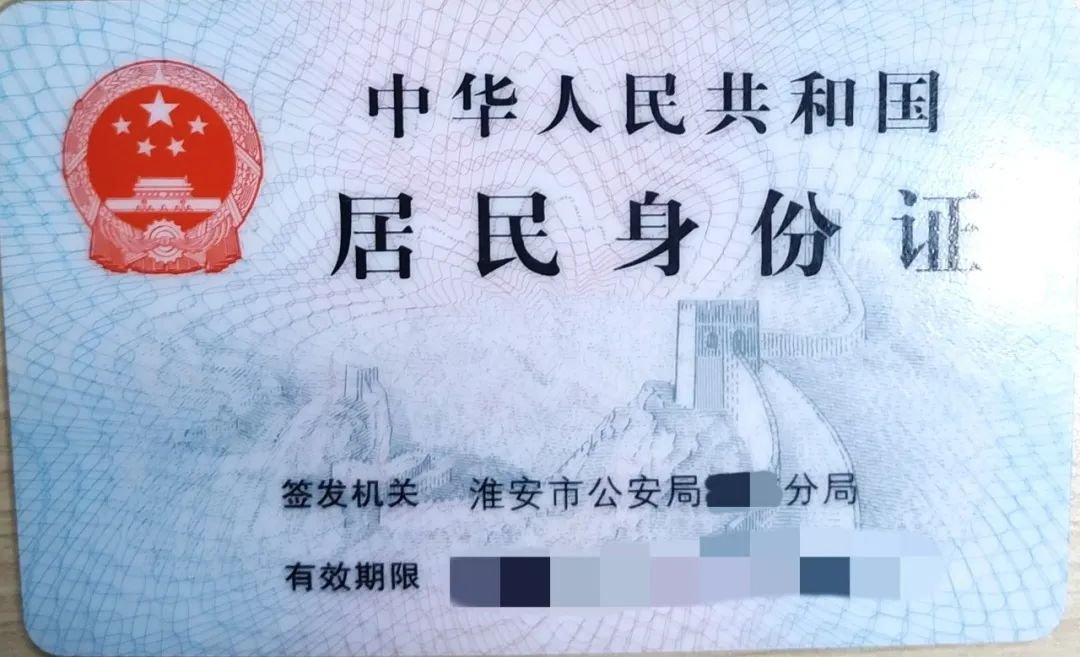 中华人民共和国
居民身份证
签发机关 淮安市公安局 分局
有效期限